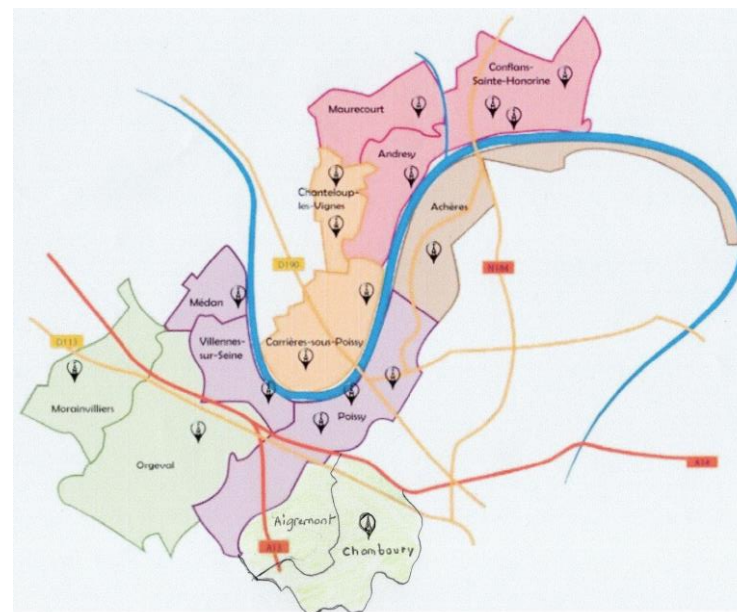 Conflans-
Sainte-Honorine
Maurecourt
Andresy
Chanteloup-
les-Vignes
Achères
D190
N184
Médan
Villennes-
sur-Seine
Carrières-sous-Poissy
D113
Morainvilliers
Poissy
Orgeval
A14
Aigremont
A13
Chambourcy